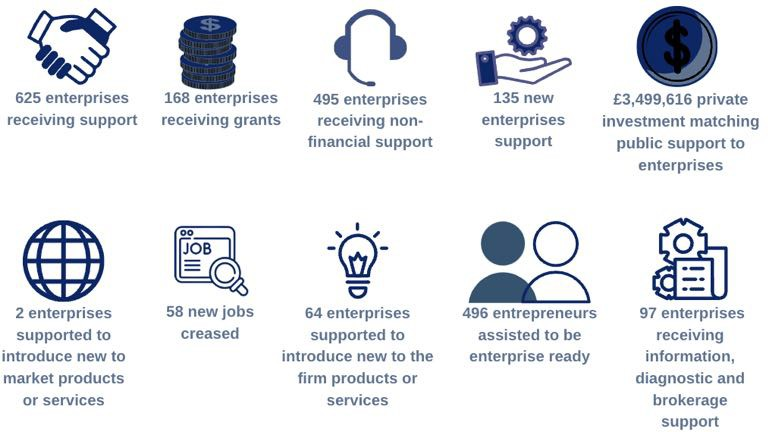 625 enterprises
receiving support
168 enterprises
receiving grants
495 enterprises
receiving non-
financial support
135 new
enterprises
support
£3,499,616 private
investment matching
public support to
enterprises
2 enterprises
supported to
introduce new to
market products
or services
JOB
58 new jobs
creased
64 enterprises
supported to
introduce new to the
firm products or
services
496 entrepreneurs
assisted to be
enterprise ready
97 enterprises
receiving
information,
diagnostic and
brokerage
support